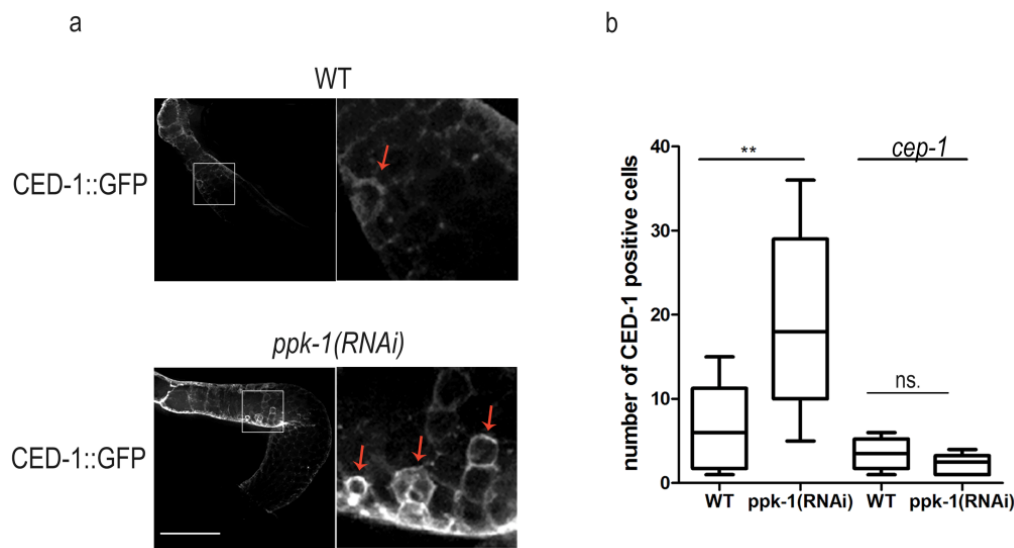 a
WT
CED-1::GFP
ppk-1(RNAi)
CED-1::GFP
b
number of CED-1 positive cells
40
30
20
10
0
**
cep-1
ns.
WT
ppk-1(RNAi)
WT
ppk-1(RNAi)